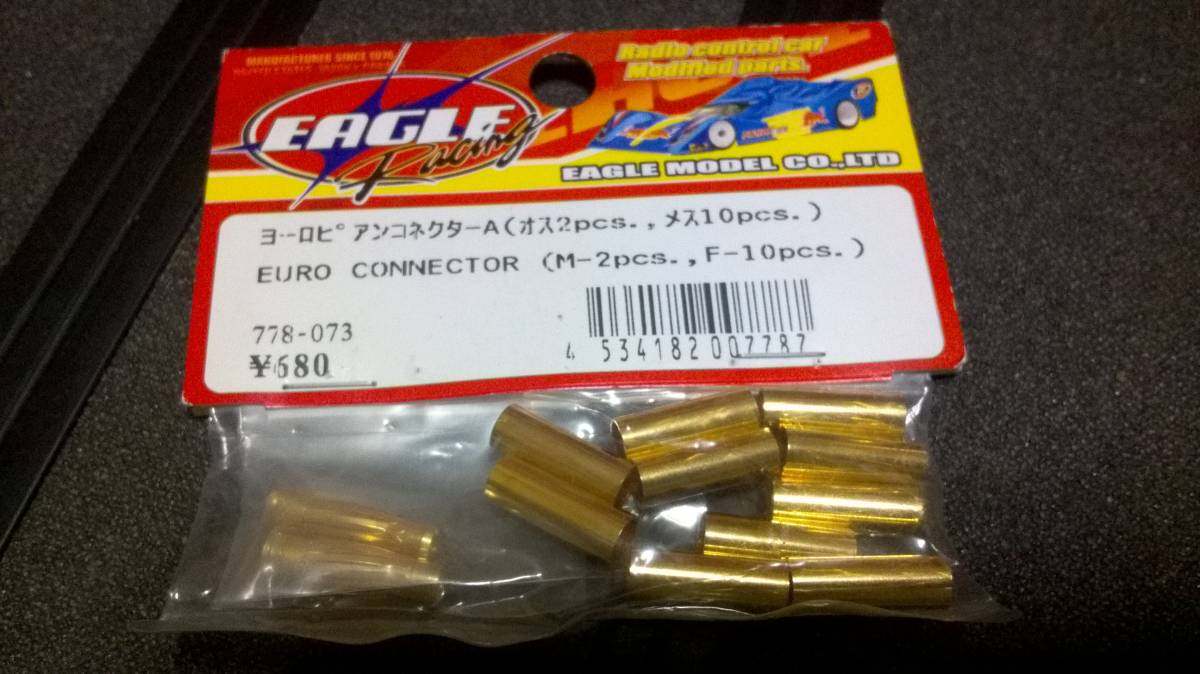 MANUFACTURER SINCE 1976
EAGLE
Racing
Radio control car
Modified parts.
EAGLE MODEL CO.,LTD
ﾖｰﾛﾋﾟｱﾝｺﾈｸﾀｰA(ｵｽ2pcs.,ﾒｽ10pcs.)
EURO CONNECTOR (M-2pcs.,F-10pcs.)
778-073
¥680
4 534182 007787